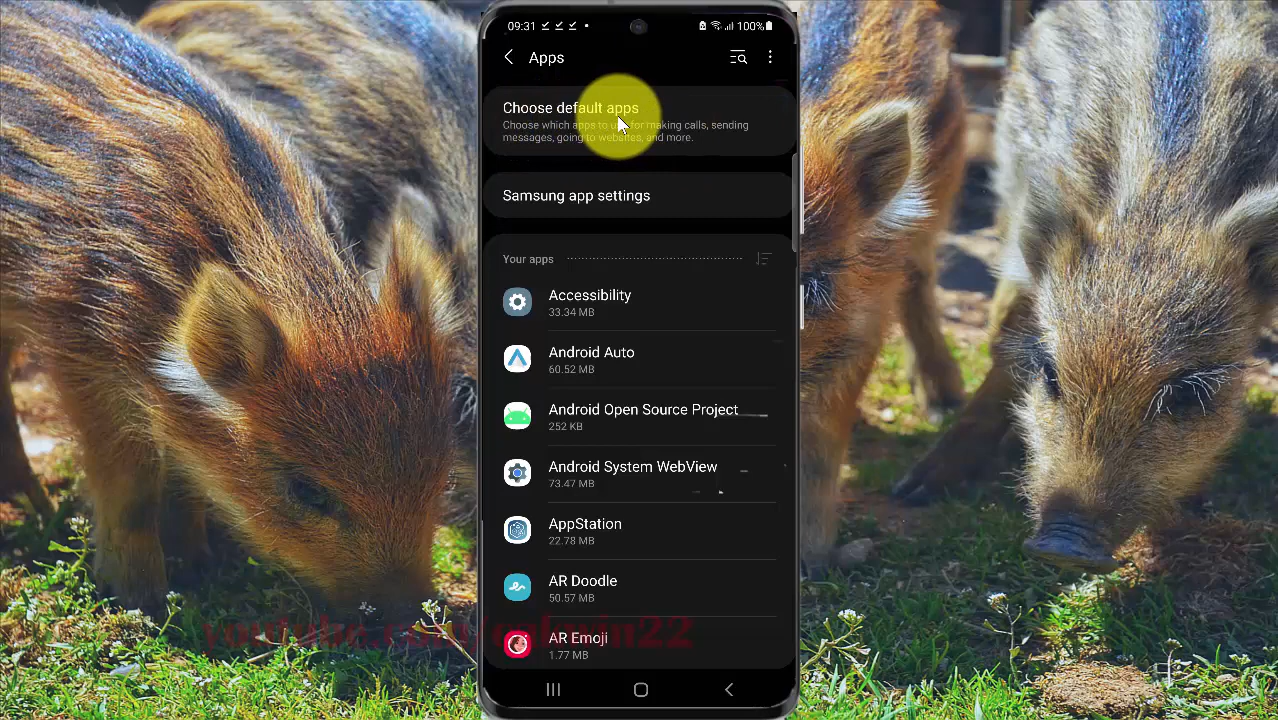 09:31
100%
Apps
Choose default apps
Choose which apps to use for making calls, sending
messages, going to websites, and more.
Samsung app settings
Your apps
Accessibility
33.34 MB
Android Auto
60.52 MB
Android Open Source Project
252 KB
Android System WebView
73.47 MB
AppStation
22.78 MB
AR Doodle
50.57 MB
AR Emoji
1.77 MB